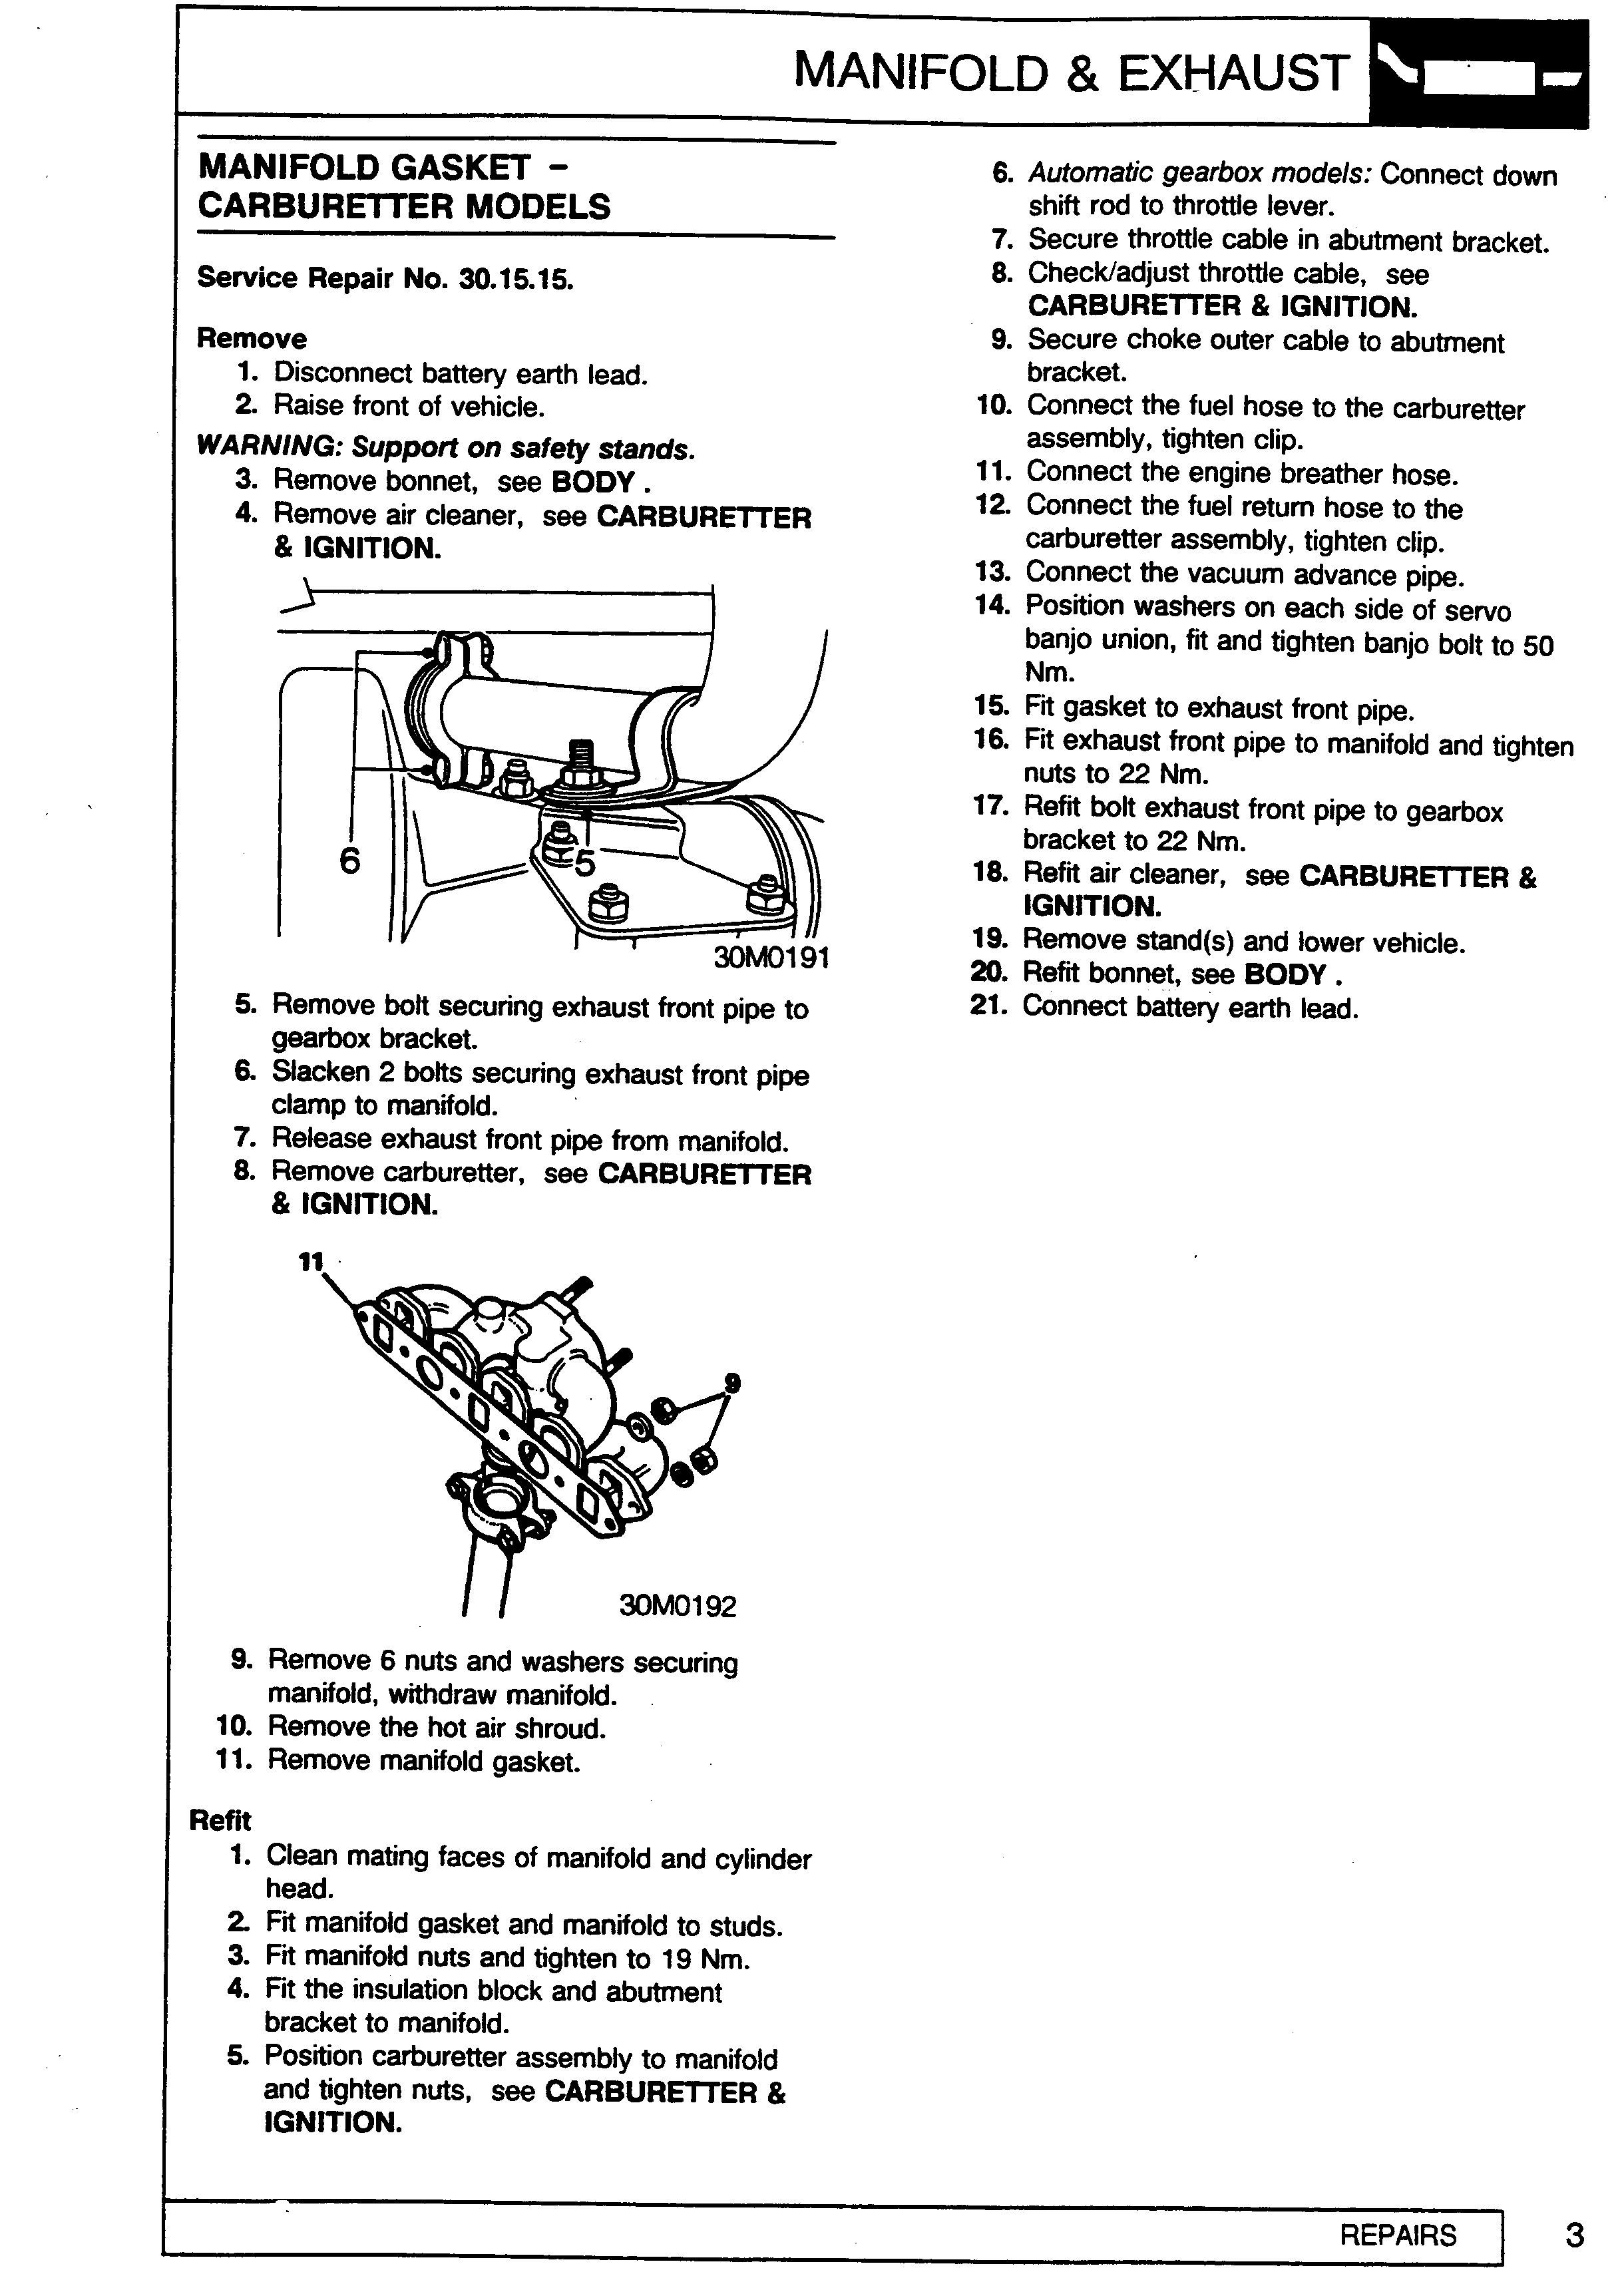 MANIFOLD & EXHAUST
MANIFOLD GASKET -
CARBURETTER MODELS
Service Repair No. 30.15.15.
Remove
1. Disconnect battery earth lead.
2. Raise front of vehicle.
WARNING: Support on safety stands.
3. Remove bonnet, see BODY .
4. Remove air cleaner, see CARBURETTER
& IGNITION.
6
5
30M0191
5. Remove bolt securing exhaust front pipe to
gearbox bracket.
6. Slacken 2 bolts securing exhaust front pipe
clamp to manifold.
7. Release exhaust front pipe from manifold.
8. Remove carburetter, see CARBURETTER
& IGNITION.
11
9
30M0192
9. Remove 6 nuts and washers securing
manifold, withdraw manifold.
10. Remove the hot air shroud.
11. Remove manifold gasket.
Refit
1. Clean mating faces of manifold and cylinder
head.
2. Fit manifold gasket and manifold to studs.
3. Fit manifold nuts and tighten to 19 Nm.
4. Fit the insulation block and abutment
bracket to manifold.
5. Position carburetter assembly to manifold
and tighten nuts, see CARBURETTER &
IGNITION.
6. Automatic gearbox models: Connect down
shift rod to throttle lever.
7. Secure throttle cable in abutment bracket.
8. Check/adjust throttle cable, see
CARBURETTER & IGNITION.
9. Secure choke outer cable to abutment
bracket.
10. Connect the fuel hose to the carburetter
assembly, tighten clip.
11. Connect the engine breather hose.
12. Connect the fuel return hose to the
carburetter assembly, tighten clip.
13. Connect the vacuum advance pipe.
14. Position washers on each side of servo
banjo union, fit and tighten banjo bolt to 50
Nm.
15. Fit gasket to exhaust front pipe.
16. Fit exhaust front pipe to manifold and tighten
nuts to 22 Nm.
17. Refit bolt exhaust front pipe to gearbox
bracket to 22 Nm.
18. Refit air cleaner, see CARBURETTER &
IGNITION.
19. Remove stand(s) and lower vehicle.
20. Refit bonnet, see BODY .
21. Connect battery earth lead.
REPAIRS
3